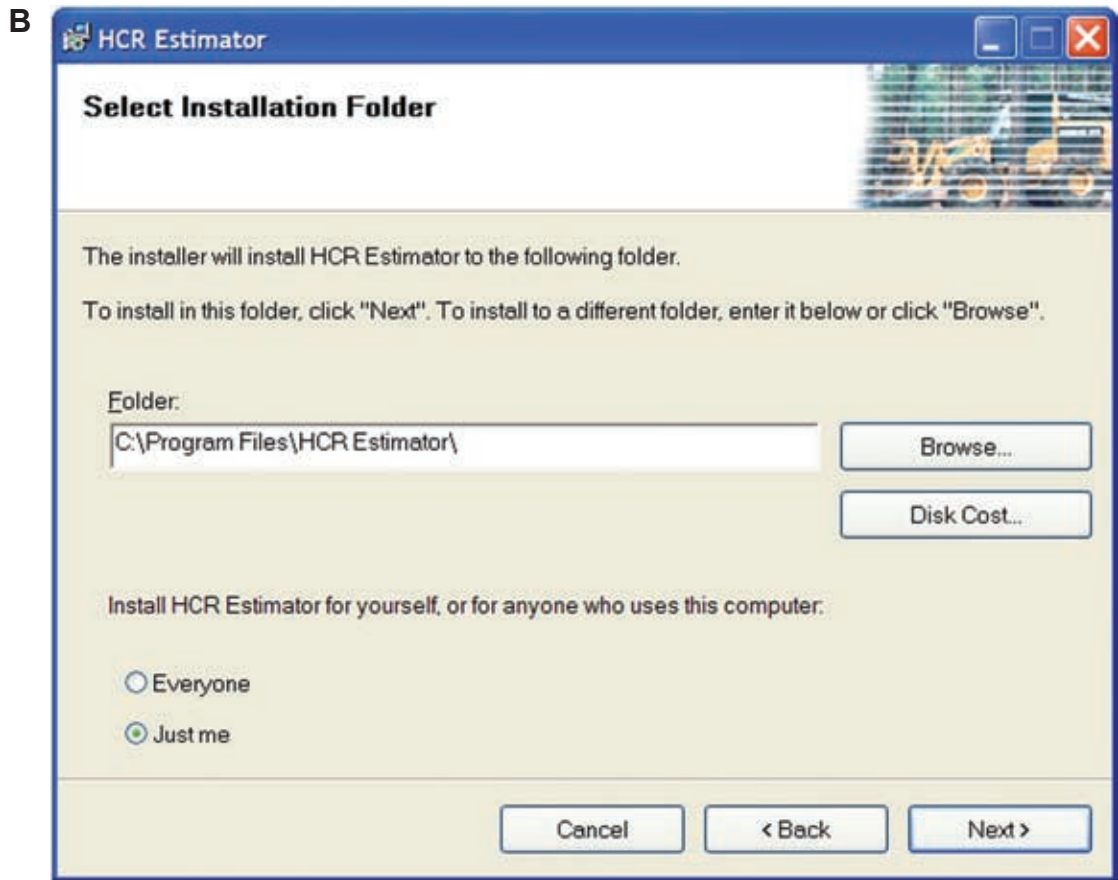 B
HCR Estimator
Select Installation Folder
The installer will install HCR Estimator to the following folder.
To install in this folder, click "Next". To install to a different folder, enter it below or click "Browse".
Folder:
C:\Program Files\HCR Estimator\
Browse...
Disk Cost...
Install HCR Estimator for yourself, or for anyone who uses this computer:
Everyone
Just me
Cancel
< Back
Next >